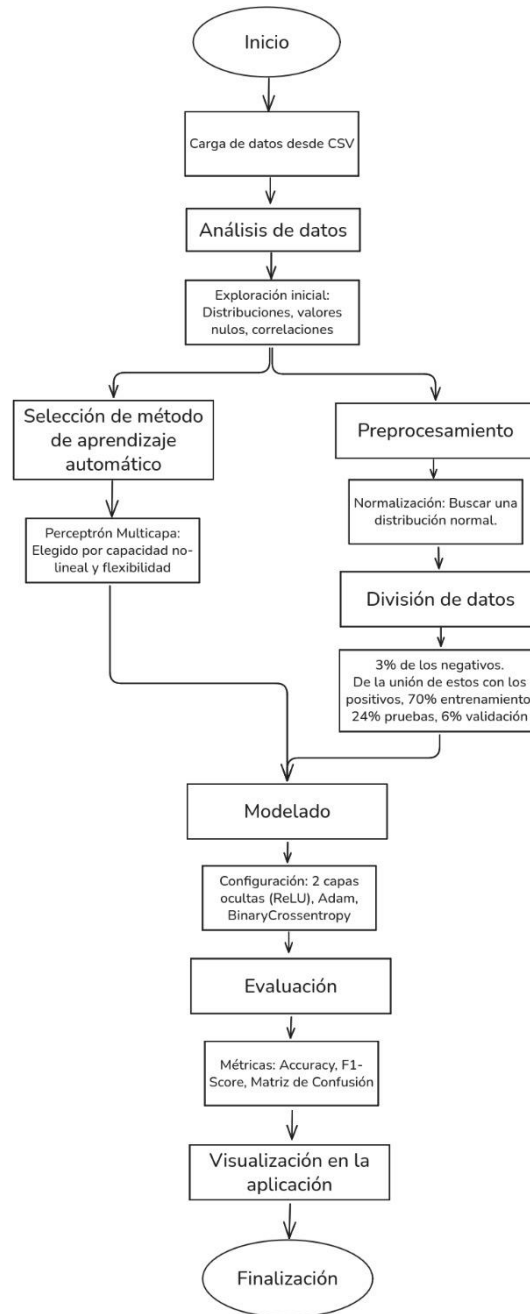 Inicio
Carga de datos desde CSV
Análisis de datos
Exploración inicial:
Distribuciones, valores
nulos, correlaciones
Selección de método
de aprendizaje
automático
Preprocesamiento
Perceptrón Multicapa:
Elegido por capacidad no-
lineal y flexibilidad
Normalización: Buscar una
distribución normal.
División de datos
3% de los negativos.
De la unión de estos con los
positivos, 70% entrenamiento
24% pruebas, 6% validación
Modelado
Configuración: 2 capas
ocultas (ReLU), Adam,
BinaryCrossentropy
Evaluación
Métricas: Accuracy, F1-
Score, Matriz de Confusión
Visualización en la
aplicación
Finalización